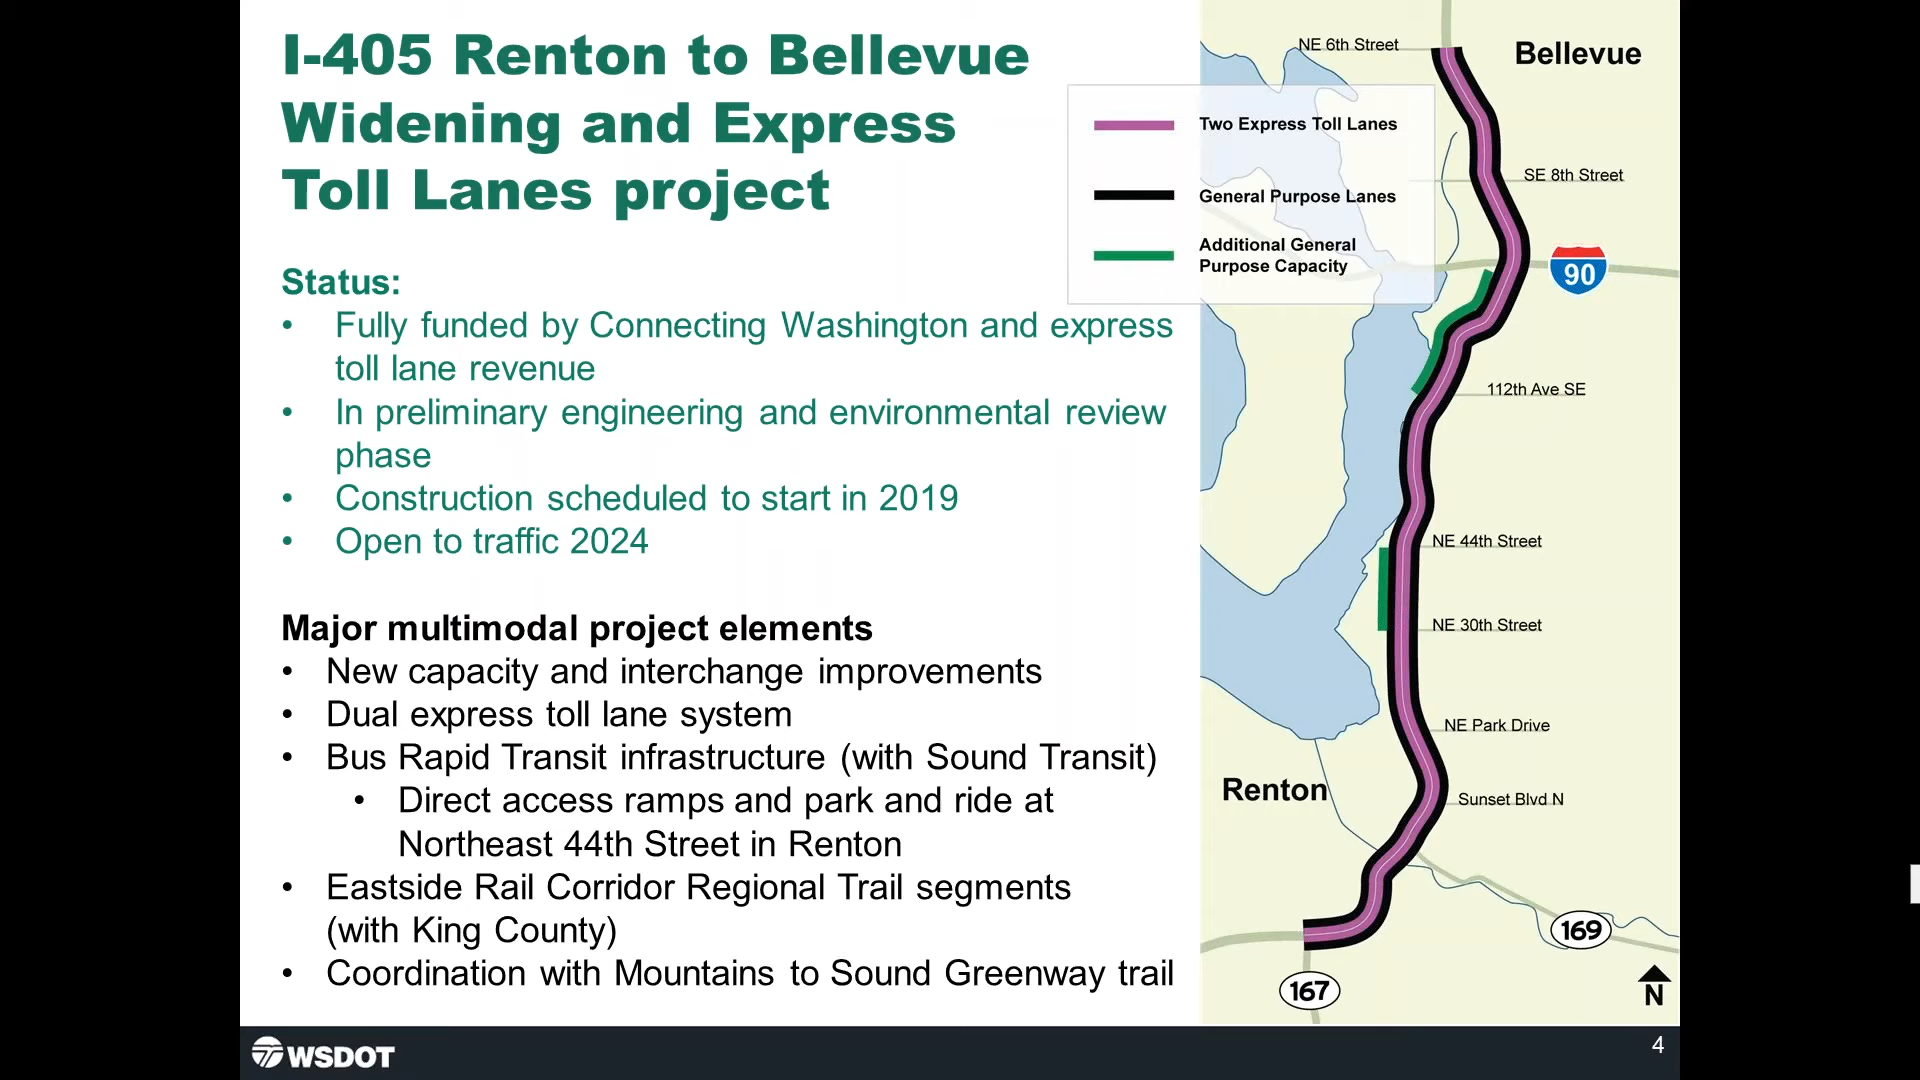 I-405 Renton to Bellevue
Widening and Express
Toll Lanes project
Status:
• Fully funded by Connecting Washington and express
toll lane revenue
• In preliminary engineering and environmental review
phase
• Construction scheduled to start in 2019
• Open to traffic 2024
Major multimodal project elements
• New capacity and interchange improvements
• Dual express toll lane system
• Bus Rapid Transit infrastructure (with Sound Transit)
• Direct access ramps and park and ride at
Northeast 44th Street in Renton
• Eastside Rail Corridor Regional Trail segments
(with King County)
• Coordination with Mountains to Sound Greenway trail
NE 6th Street
Bellevue
Two Express Toll Lanes
General Purpose Lanes
Additional General
Purpose Capacity
SE 8th Street
90
112th Ave SE
NE 44th Street
NE 30th Street
NE Park Drive
Renton
Sunset Blvd N
169
167
N
WSDOT
4